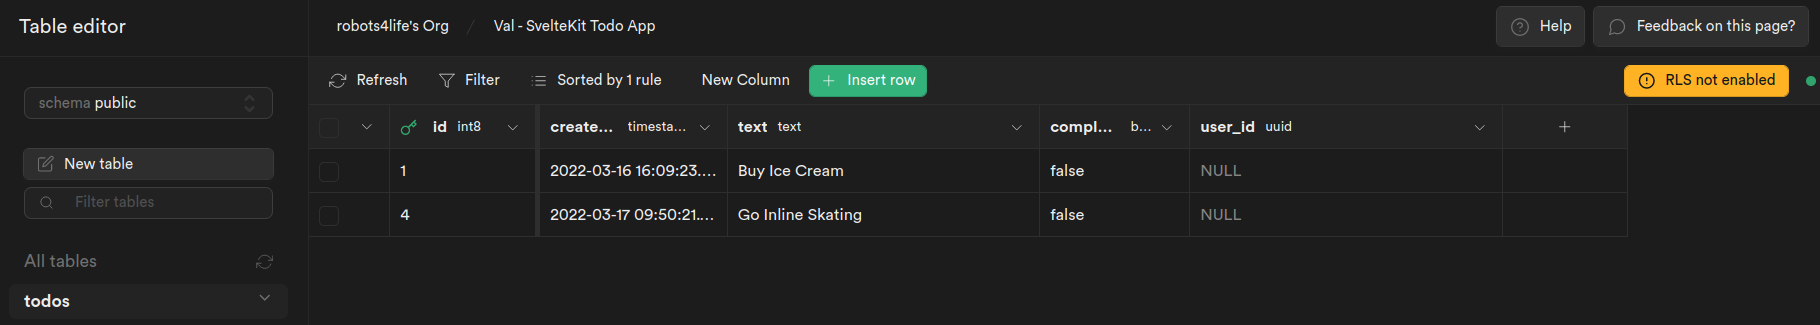 Table editor
robots4life's Org / Val - SvelteKit Todo App
Help
Feedback on this page?
schema public
New table
Filter tables
All tables
todos
Refresh
Filter
Sorted by 1 rule
New Column
+ Insert row
RLS not enabled
id int8
create... timesta...
text text
compl... b...
user_id uuid
+
1 2022-03-16 16:09:23.... Buy Ice Cream false NULL
4 2022-03-17 09:50:21.... Go Inline Skating false NULL